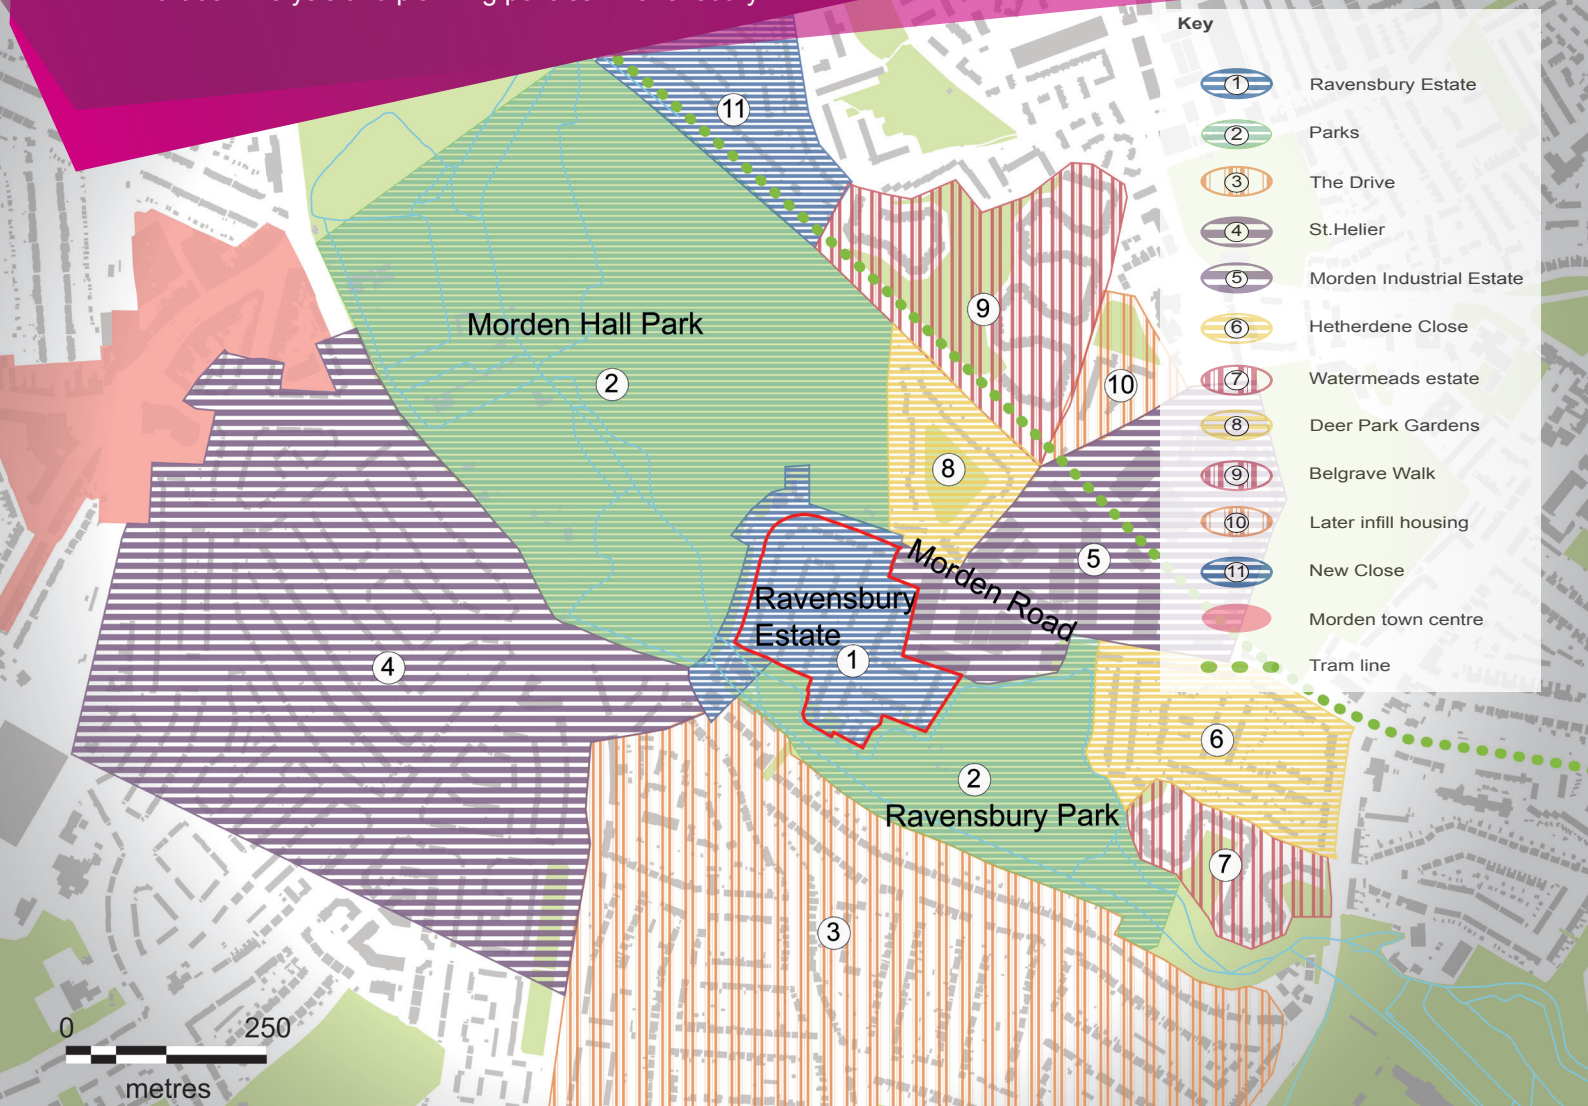 Key
1 Ravensbury Estate
2 Parks
3 The Drive
4 St.Helier
5 Morden Industrial Estate
6 Hetherdene Close
7 Watermeads estate
8 Deer Park Gardens
9 Belgrave Walk
10 Later infill housing
11 New Close
Morden town centre
Tram line
11
Morden Hall Park
2
9
10
8
Morden Road
5
Ravensbury
Estate
1
4
6
2
Ravensbury Park
7
3
0 250
metres